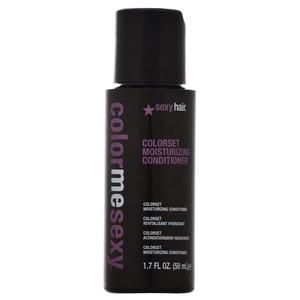 colormesexy
sexyhair.
COLORSET
MOISTURIZING
CONDITIONER
COLORSET
MOISTURIZING CONDITIONER
COLORSET
REVITALISANT HYDRATANT
COLORSET
ACONDICIONADOR HIDRATANTE
COLORSET
MOISTURIZING CONDITIONER
1.7 FL. OZ. (50 mL)